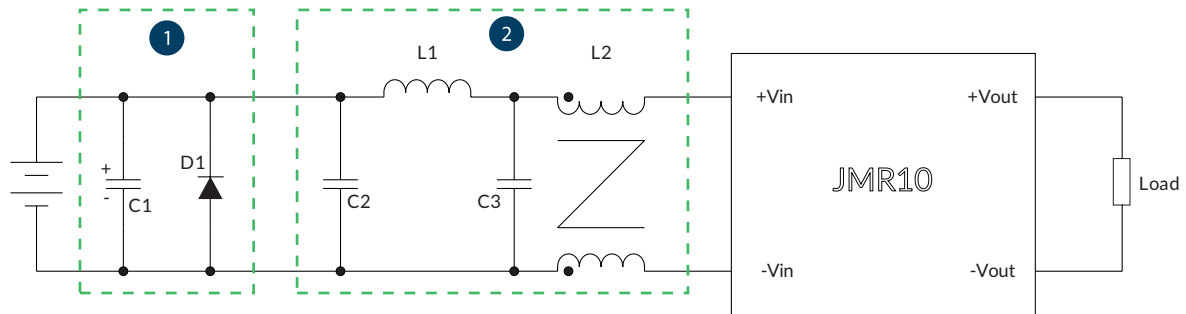 1
2
L1
L2
+Vin
+Vout
+
-
C1
D1
C2
C3
JMR10
Load
-Vin
-Vout